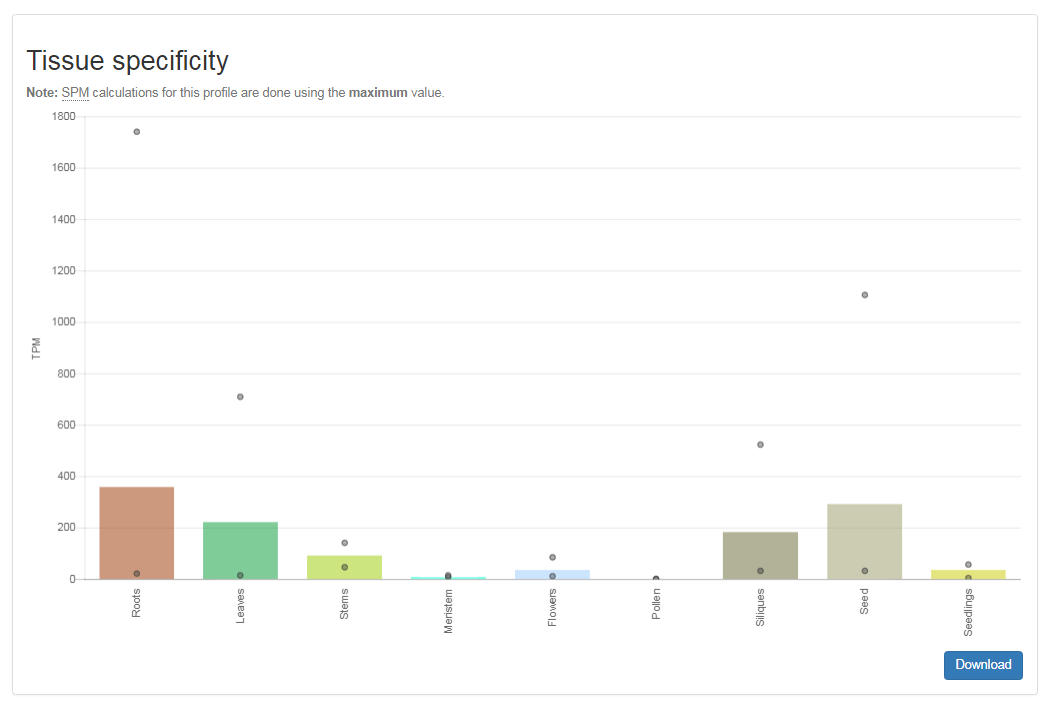 Tissue specificity
Note: SPM calculations for this profile are done using the maximum value.
1800
1600
1400
1200
1000
800
600
400
200
0
TPM
Roots
Leaves
Stems
Meristem
Flowers
Pollen
Siliques
Seed
Seedlings
Download